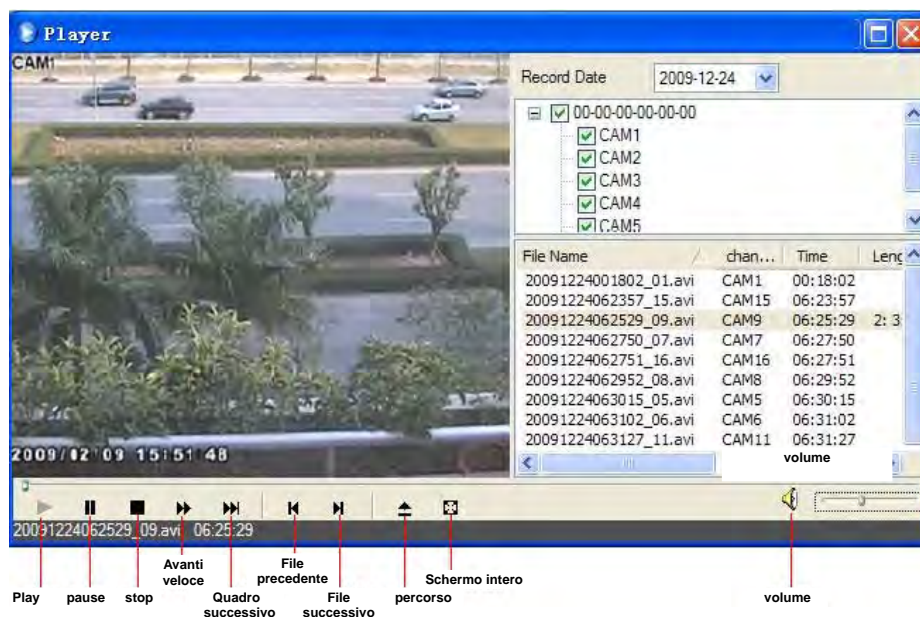 Player
CAM1
Record Date 2009-12-24
00-00-00-00-00-00
CAM1
CAM2
CAM3
CAM4
CAM5
File Name chan... Time Leng
20091224001802_01.avi CAM1 00:18:02
20091224062357_15.avi CAM15 06:23:57
20091224062529_09.avi CAM9 06:25:29 2: 3
20091224062750_07.avi CAM7 06:27:50
20091224062751_16.avi CAM16 06:27:51
20091224062952_08.avi CAM8 06:29:52
20091224063015_05.avi CAM5 06:30:15
20091224063102_06.avi CAM6 06:31:02
20091224063127_11.avi CAM11 06:31:27
2009/02/09 15:51:48
volume
20091224062529_09.avi 06:25:29
Play
pause
stop
Avanti
veloce
Quadro
successivo
File
precedente
File
successivo
percorso
Schermo intero
volume